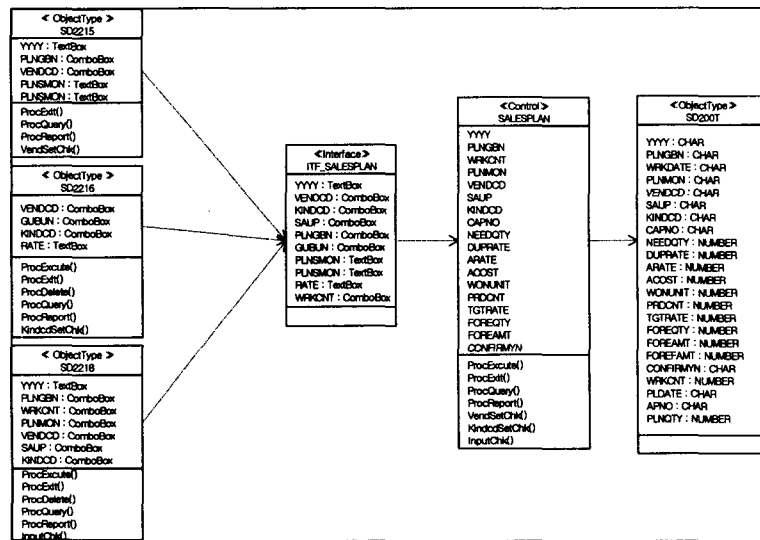 ≪ ObjectType ≫
SD2215
YYYY : TextBox
PLNGBN : ComboBox
VENDCD : ComboBox
PLNSMON : TextBox
PLNSMON : TextBox
ProcExit()
ProcQuery()
ProcReport()
VendSetChk()
≪ ObjectType ≫
SD2216
VENDCD : ComboBox
GUBUN : ComboBox
KINDCD : ComboBox
RATE : TextBox
ProcExcute()
ProcExit()
ProcDelete()
ProcQuery()
ProcReport()
KindcdSetChk()
≪ ObjectType ≫
SD2218
YYYY : TextBox
PLNGBN : ComboBox
WRKCNT : ComboBox
PLNMON : ComboBox
VENDCD : ComboBox
SAUP : ComboBox
KINDCD : ComboBox
ProcExcute()
ProcExit()
ProcDelete()
ProcQuery()
ProcReport()
InputChk()
≪Interface≫
ITF_SALESPLAN
YYYY : TextBox
VENDCD : ComboBox
KINDCD : ComboBox
SAUP : ComboBox
PLNGBN : ComboBox
GUBUN : ComboBox
PLNSMON : TextBox
PLNSMON : TextBox
RATE : TextBox
WRKCNT : ComboBox
≪Control≫
SALESPLAN
YYYY
PLNGBN
WRKCNT
PLNMON
VENDCD
SAUP
KINDCD
CAPNO
NEEDQTY
DUPRATE
ARATE
ACOST
WONUNIT
PRDCNT
TGTRATE
FOREQTY
FOREAMT
CONFIRMYN
ProcExcute()
ProcExit()
ProcQuery()
ProcReport()
VendSetChk()
KindcdSetChk()
InputChk()
≪ObjectType ≫
SD200T
YYYY : CHAR
PLNGBN : CHAR
WRKDATE : CHAR
PLNMON : CHAR
VENDCD : CHAR
SAUP : CHAR
KINDCD : CHAR
CAPNO : CHAR
NEEDQTY : NUMBER
DUPRATE : NUMBER
ARATE : NUMBER
ACOST : NUMBER
WONUNIT : NUMBER
PRDCNT : NUMBER
TGTRATE : NUMBER
FOREQTY : NUMBER
FOREAMT : NUMBER
FOREFAMT : NUMBER
CONFIRMYN : CHAR
WRKCNT : NUMBER
PLDATE : CHAR
APNO : CHAR
PLNQTY : NUMBER